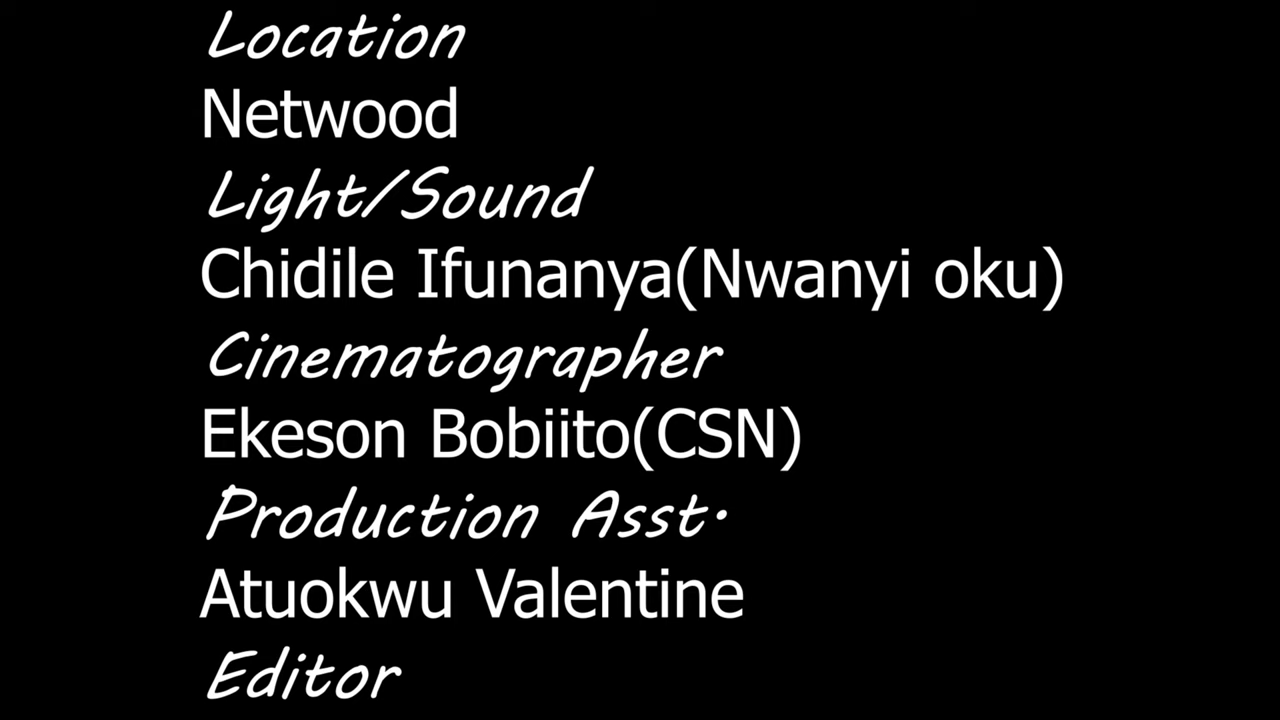 Location
Netwood
Light/Sound
Chidile Ifunanya(Nwanyi oku)
Cinematographer
Ekeson Bobiito(CSN)
Production Asst.
Atuokwu Valentine
Editor